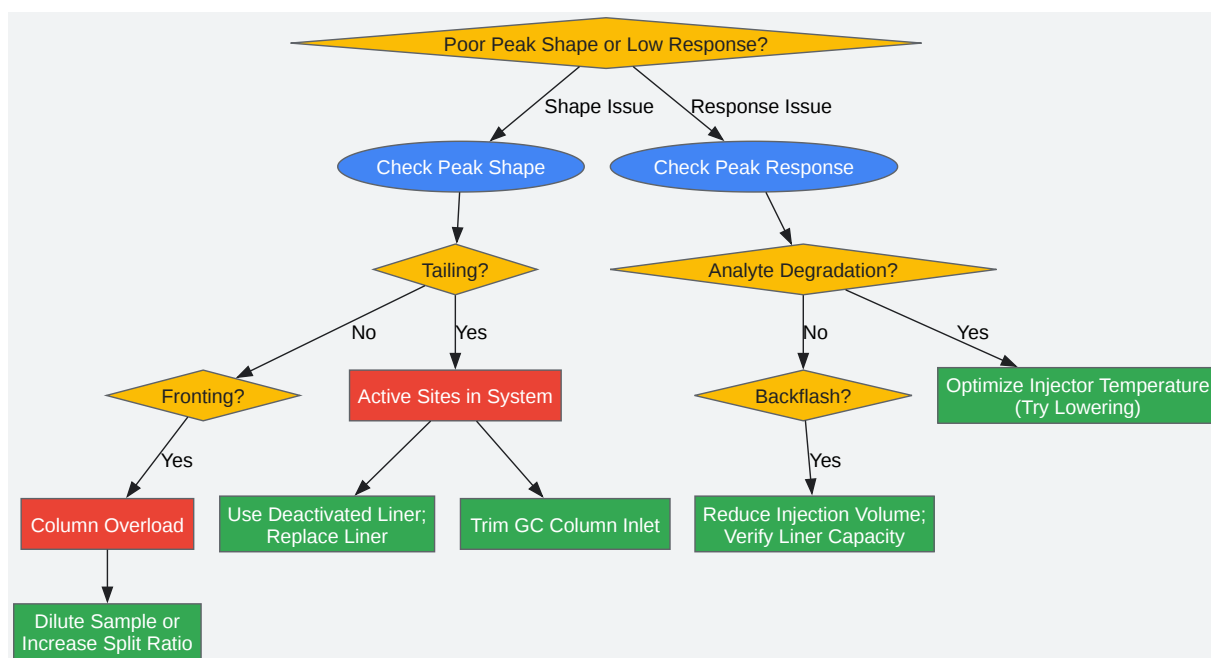 Poor Peak Shape or Low Response?
Shape Issue
Response Issue
Check Peak Shape
Check Peak Response
Tailing?
Analyte Degradation?
No
Yes
No
Yes
Fronting?
Active Sites in System
Backflash?
Optimize Injector Temperature
(Try Lowering)
Yes
Yes
Column Overload
Use Deactivated Liner;
Replace Liner
Trim GC Column Inlet
Reduce Injection Volume;
Verify Liner Capacity
Dilute Sample or
Increase Split Ratio